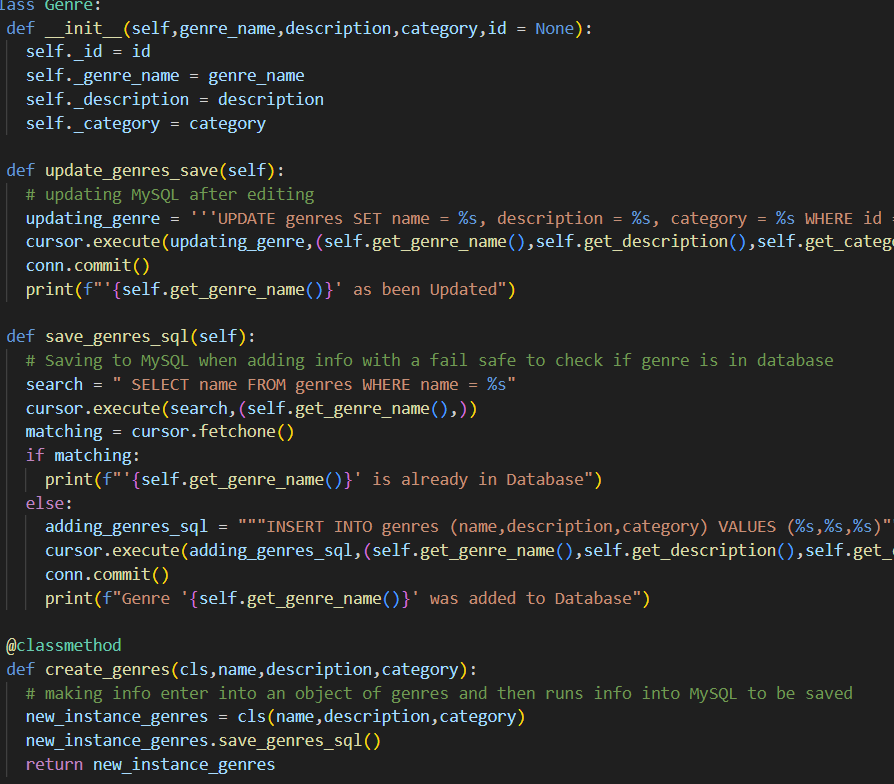 lass Genre:
def __init__(self,genre_name,description,category,id = None):
self._id = id
self._genre_name = genre_name
self._description = description
self._category = category
def update_genres_save(self):
# updating MySQL after editing
updating_genre = '''UPDATE genres SET name = %s, description = %s, category = %s WHERE id =
cursor.execute(updating_genre,(self.get_genre_name(),self.get_description(),self.get_catego
conn.commit()
print(f"'{self.get_genre_name()}' as been Updated")
def save_genres_sql(self):
# Saving to MySQL when adding info with a fail safe to check if genre is in database
search = " SELECT name FROM genres WHERE name = %s"
cursor.execute(search,(self.get_genre_name(),))
matching = cursor.fetchone()
if matching:
print(f"'{self.get_genre_name()}' is already in Database")
else:
adding_genres_sql = """INSERT INTO genres (name,description,category) VALUES (%s,%s,%s)""
cursor.execute(adding_genres_sql,(self.get_genre_name(),self.get_description(),self.get_c
conn.commit()
print(f"Genre '{self.get_genre_name()}' was added to Database")
@classmethod
def create_genres(cls,name,description,category):
# making info enter into an object of genres and then runs info into MySQL to be saved
new_instance_genres = cls(name,description,category)
new_instance_genres.save_genres_sql()
return new_instance_genres